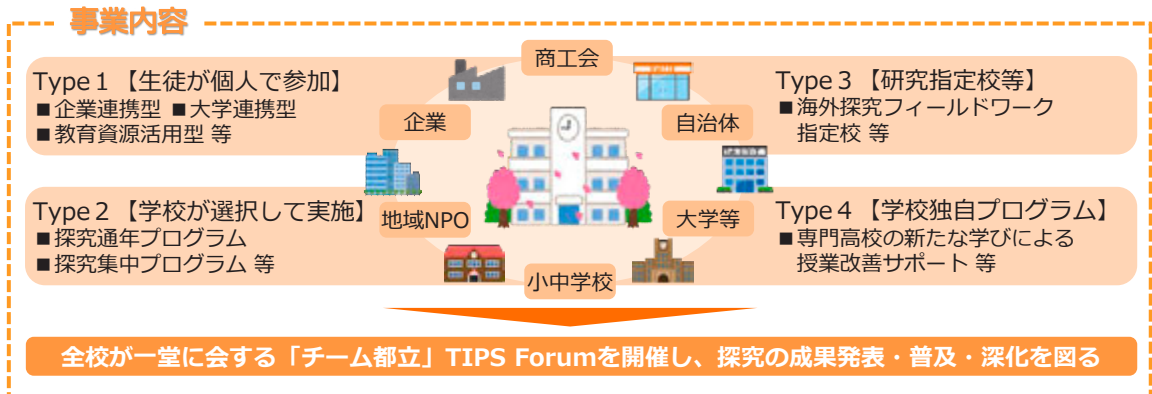 事業内容
Type１【生徒が個人で参加】
■企業連携型 ■大学連携型
■教育資源活用型 等
Type２【学校が選択して実施】
■探究通年プログラム
■探究集中プログラム 等
商工会
企業
自治体
地域NPO
大学等
小中学校
Type３【研究指定校等】
■海外探究フィールドワーク
指定校 等
Type４【学校独自プログラム】
■専門高校の新たな学びによる
授業改善サポート 等
全校が一堂に会する「チーム都立」TIPS Forumを開催し、探究の成果発表・普及・深化を図る